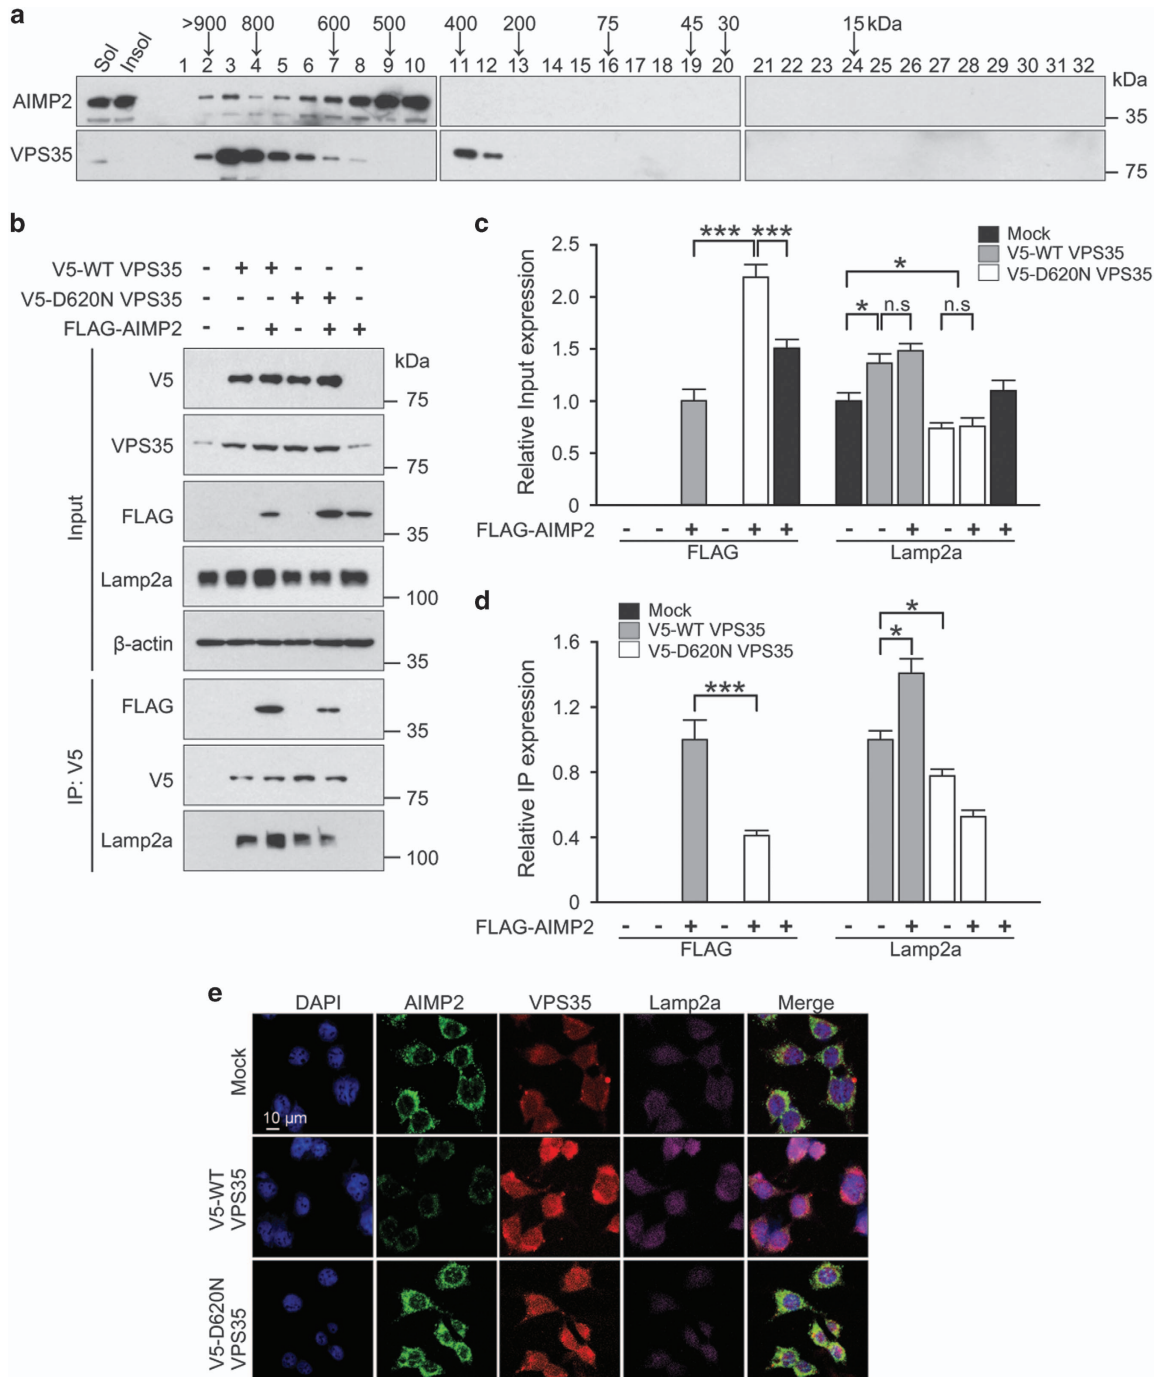 a
>900 800 600 500 400 200 75 45 30 15 kDa
Sol Insol 1 2 3 4 5 6 7 8 9 10 11 12 13 14 15 16 17 18 19 20 21 22 23 24 25 26 27 28 29 30 31 32
kDa
AIMP2
35
VPS35
75
b
V5-WT VPS35 - + + - - -
V5-D620N VPS35 - - - + + -
FLAG-AIMP2 - - + - + +
kDa
Input
V5
75
VPS35
75
FLAG
35
Lamp2a
100
β-actin
35
IP: V5
FLAG
35
V5
75
Lamp2a
100
c
Relative Input expression
2.5
2.0
1.5
1.0
0.5
0
*** ***
*
* n.s n.s
Mock
V5-WT VPS35
V5-D620N VPS35
FLAG-AIMP2 - - + - + + - - + - + +
FLAG Lamp2a
d
Mock
V5-WT VPS35
V5-D620N VPS35
Relative IP expression
1.6
1.2
0.8
0.4
0
***
*
*
FLAG-AIMP2 - - + - + + - - + - + +
FLAG Lamp2a
e
DAPI AIMP2 VPS35 Lamp2a Merge
Mock
10 µm
V5-WT
VPS35
V5-D620N
VPS35